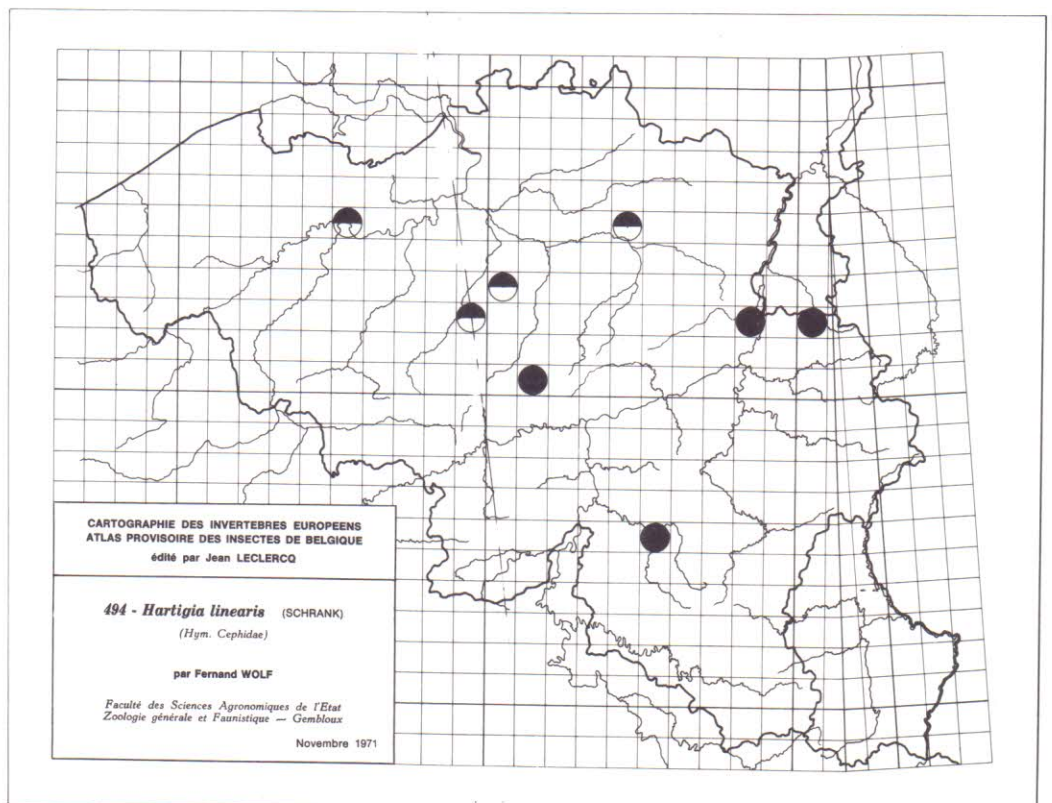 CARTOGRAPHIE DES INVERTEBRES EUROPEENS
ATLAS PROVISOIRE DES INSECTES DE BELGIQUE
édité par Jean LECLERCQ
494 - Hartigia linearis (SCHRANK)
(Hym. Cephidae)
par Fernand WOLF
Faculté des Sciences Agronomiques de l'Etat
Zoologie générale et Faunistique — Gembloux
Novembre 1971